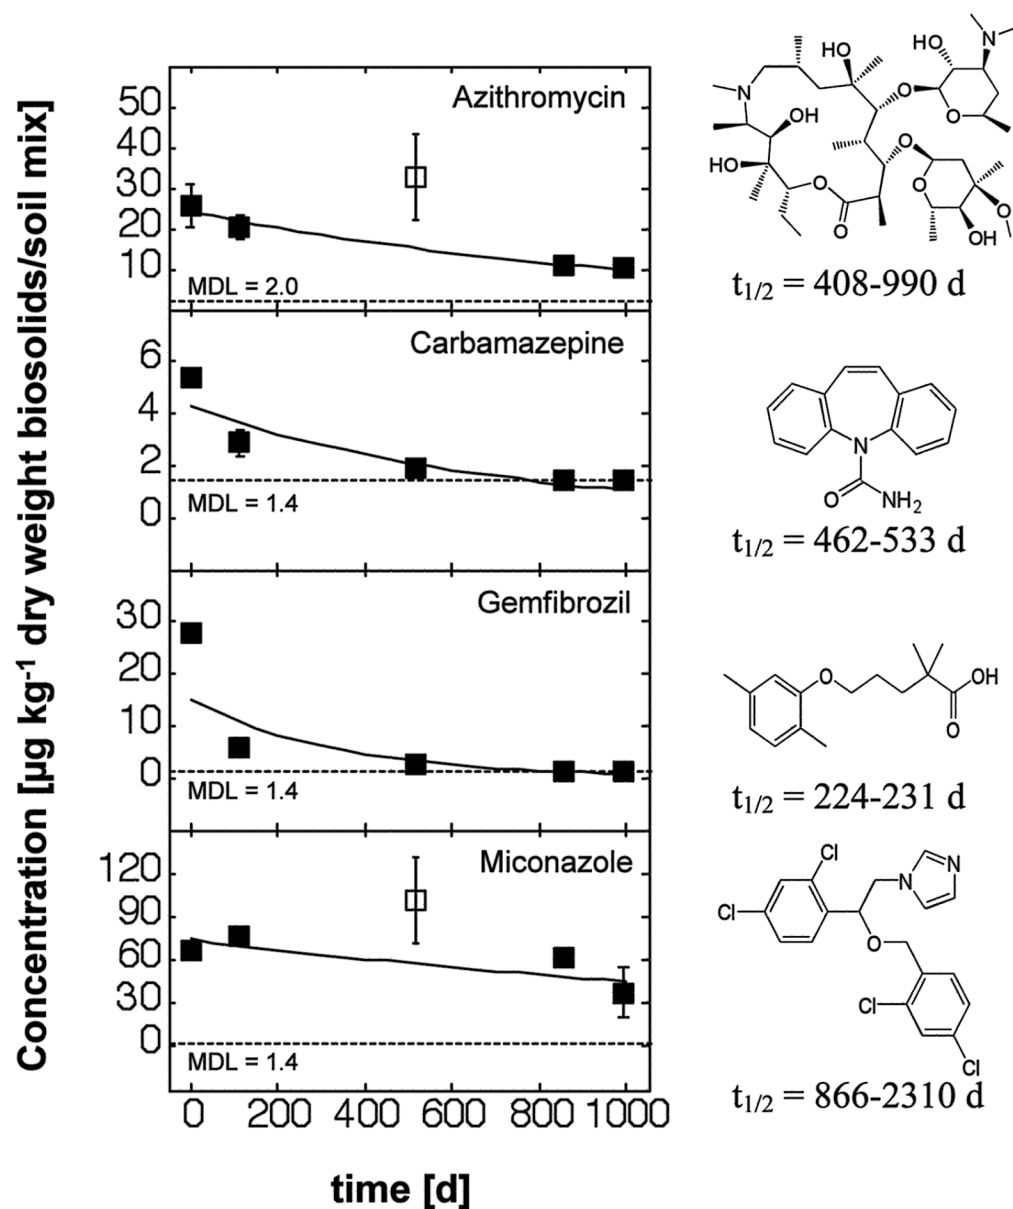 Concentration [µg kg⁻¹ dry weight biosolids/soil mix]
Azithromycin
50
40
30
20
10
MDL = 2.0
Carbamazepine
6
4
2
0
MDL = 1.4
Gemfibrozil
30
20
10
0
MDL = 1.4
Miconazole
120
90
60
30
0
MDL = 1.4
0 200 400 600 800 1000
time [d]
HO
HO
N
N
O
OH
O
O
HO
O
O
O
O
OH
t1/2 = 408-990 d
N
O
NH2
t1/2 = 462-533 d
O
OH
O
t1/2 = 224-231 d
Cl
N
N
Cl
O
Cl
Cl
t1/2 = 866-2310 d